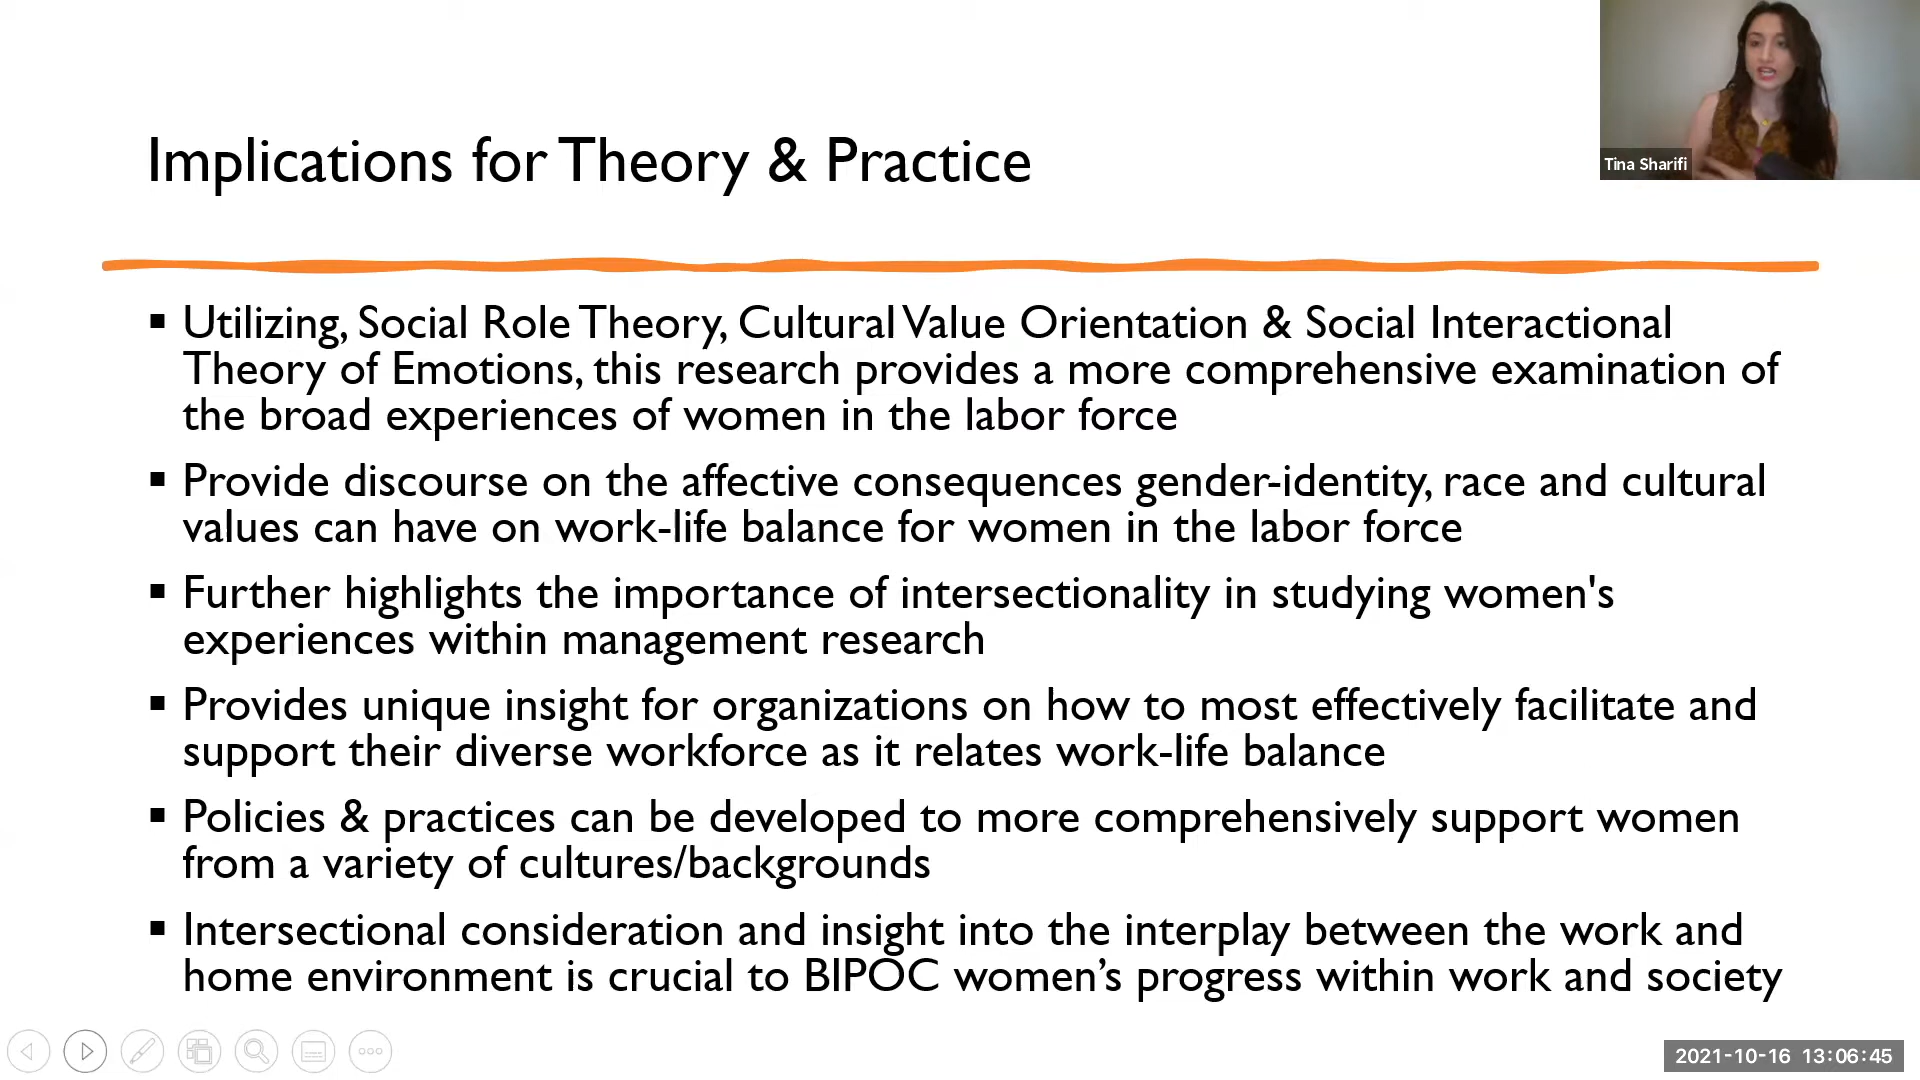 Tina Sharifi
Implications for Theory & Practice
▪ Utilizing, Social Role Theory, Cultural Value Orientation & Social Interactional
Theory of Emotions, this research provides a more comprehensive examination of
the broad experiences of women in the labor force
▪ Provide discourse on the affective consequences gender-identity, race and cultural
values can have on work-life balance for women in the labor force
▪ Further highlights the importance of intersectionality in studying women's
experiences within management research
▪ Provides unique insight for organizations on how to most effectively facilitate and
support their diverse workforce as it relates work-life balance
▪ Policies & practices can be developed to more comprehensively support women
from a variety of cultures/backgrounds
▪ Intersectional consideration and insight into the interplay between the work and
home environment is crucial to BIPOC women’s progress within work and society
2021-10-16 13:06:45